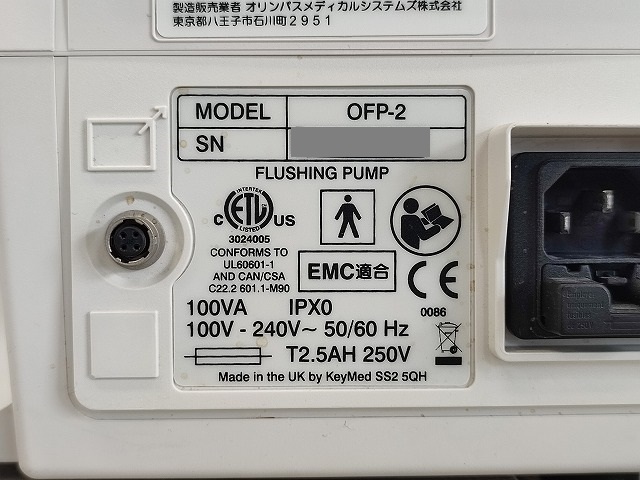 製造販売業者 オリンパスメディカルシステムズ株式会社
東京都八王子市石川町2951
MODEL OFP-2
SN
FLUSHING PUMP
INTERTEK
C ETL US
LISTED
3024005
CONFORMS TO
UL60601-1
AND CAN/CSA
C22.2 601.1-M90
EMC適合
CE
0086
100VA IPX0
100V - 240V~ 50/60 Hz
T2.5AH 250V
Made in the UK by KeyMed SS2 5QH